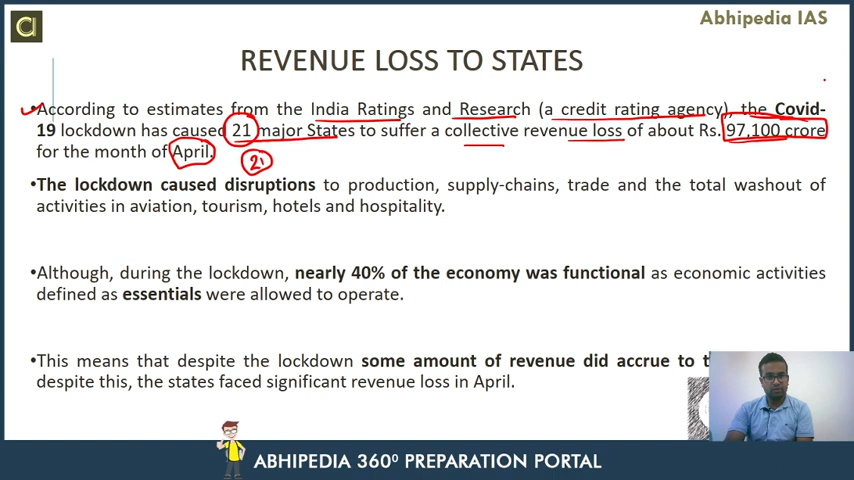 Abhipedia IAS
REVENUE LOSS TO STATES
•According to estimates from the India Ratings and Research (a credit rating agency), the Covid-
19 lockdown has caused 21 major States to suffer a collective revenue loss of about Rs. 97,100 crore
for the month of April.
21
•The lockdown caused disruptions to production, supply-chains, trade and the total washout of
activities in aviation, tourism, hotels and hospitality.
•Although, during the lockdown, nearly 40% of the economy was functional as economic activities
defined as essentials were allowed to operate.
•This means that despite the lockdown some amount of revenue did accrue to
despite this, the states faced significant revenue loss in April.
ABHIPEDIA 360⁰ PREPARATION PORTAL